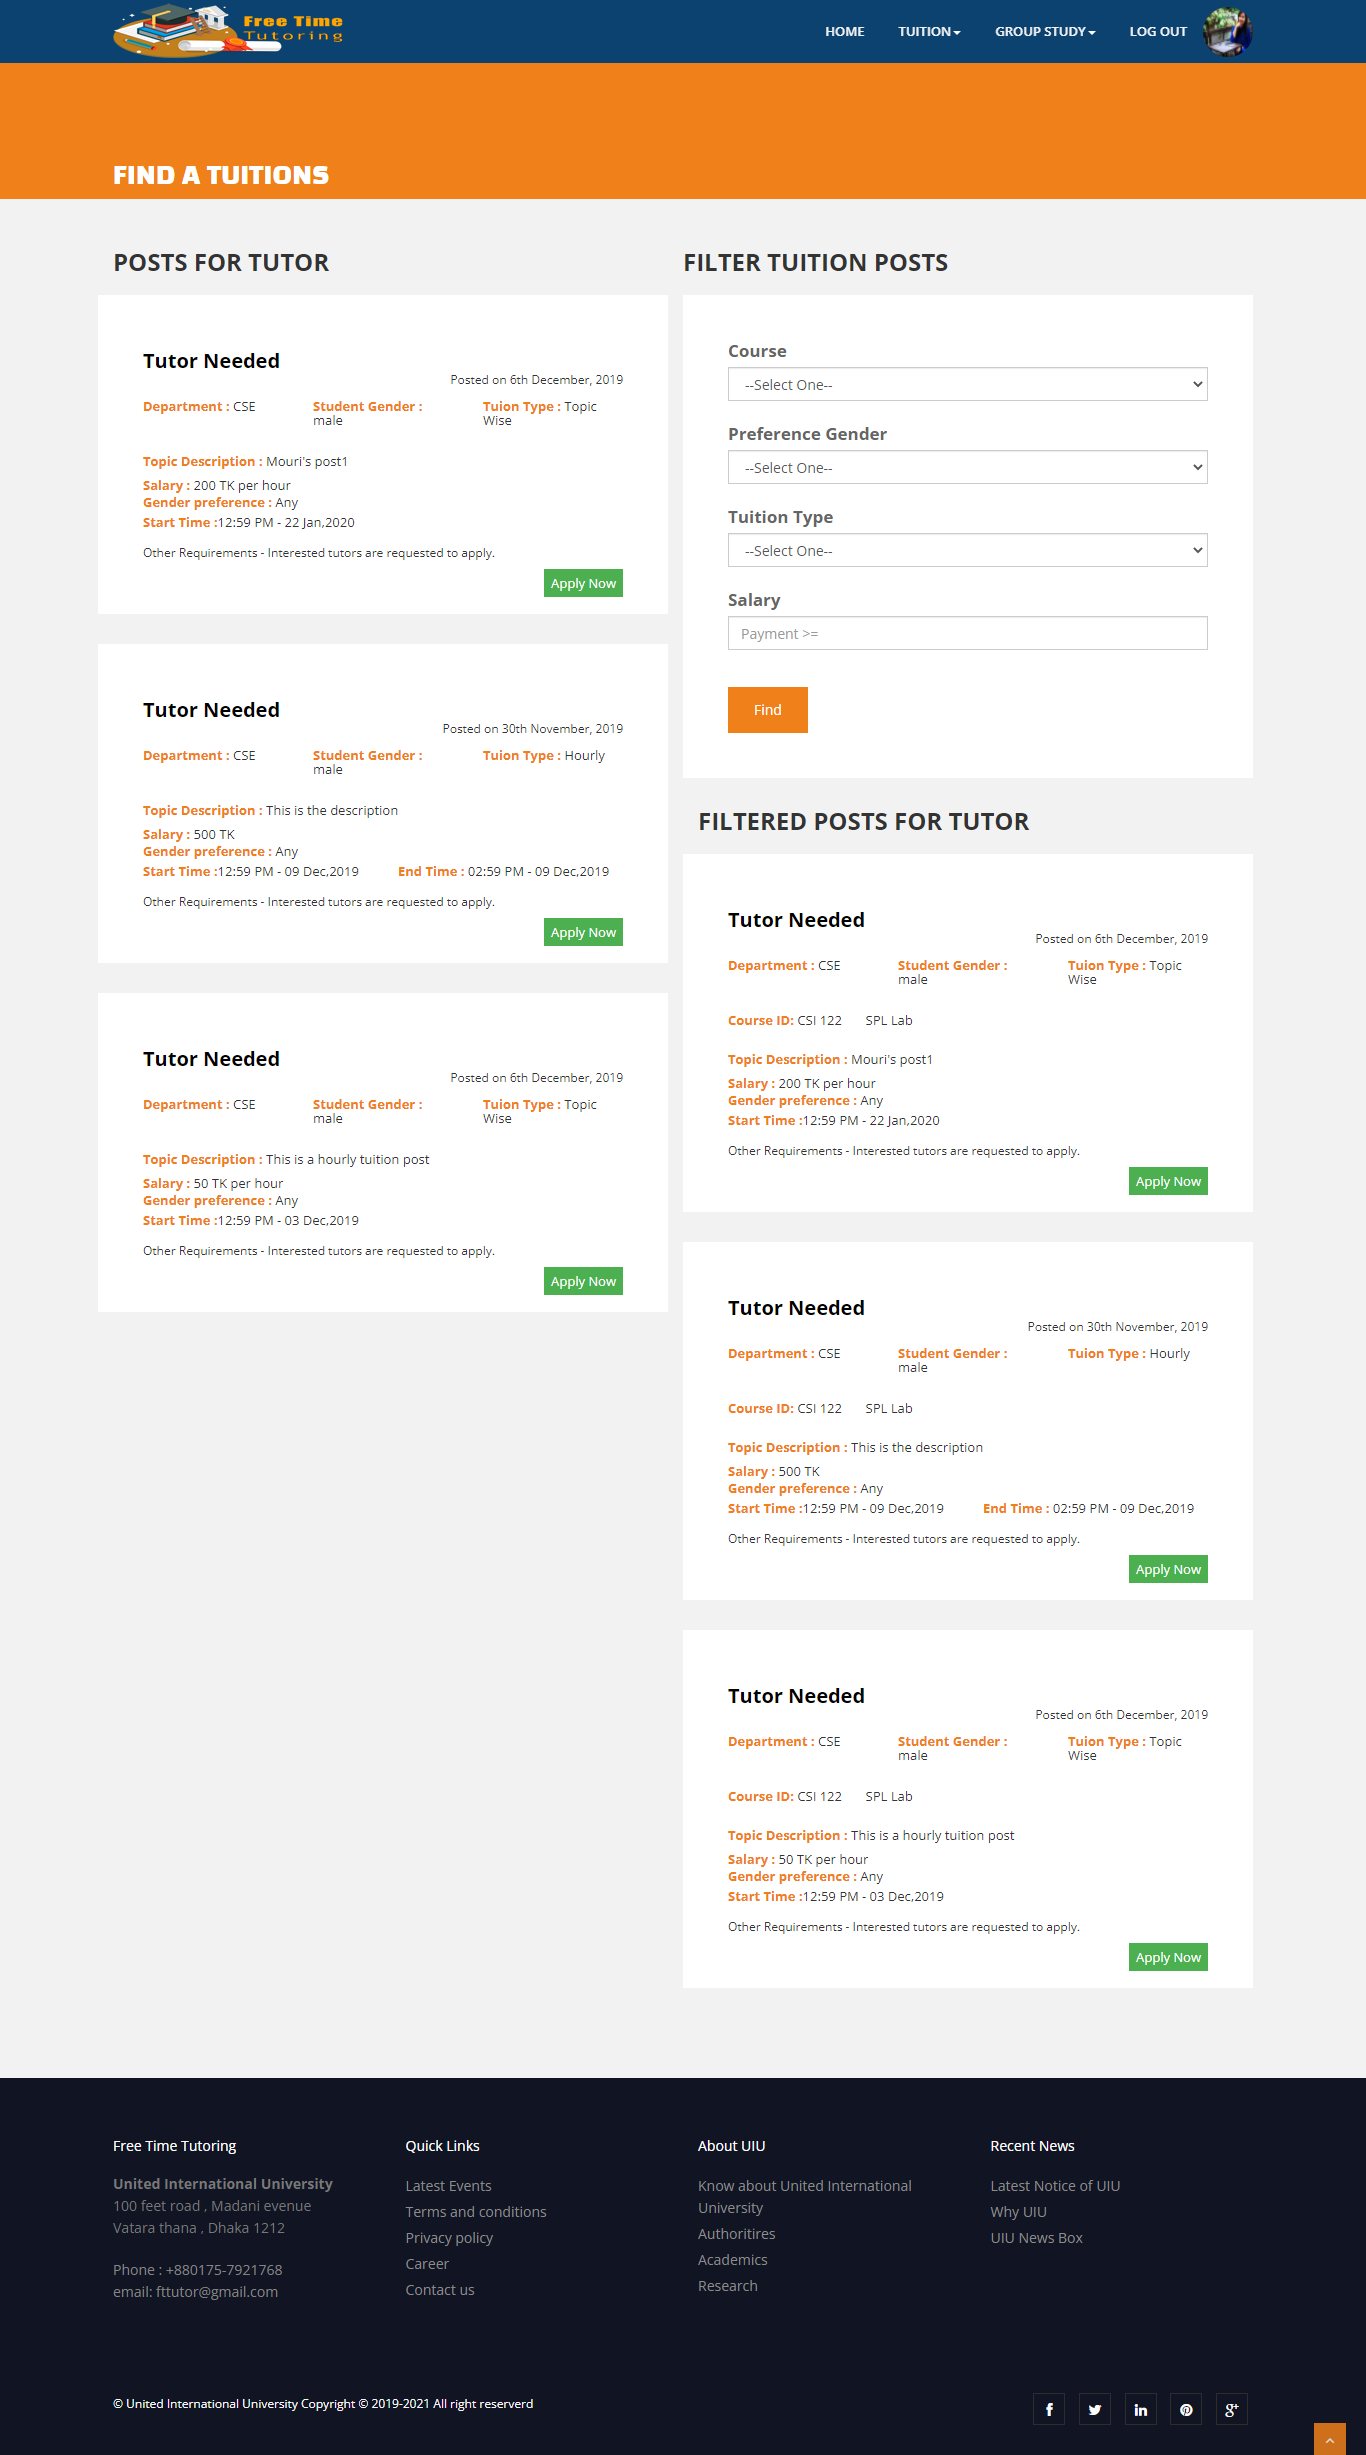 Free Time
Tutoring
HOME
TUITION
GROUP STUDY
LOG OUT
FIND A TUITIONS
POSTS FOR TUTOR
Tutor Needed
Posted on 6th December, 2019
Department : CSE
Student Gender :
male
Tuion Type : Topic
Wise
Topic Description : Mouri's post1
Salary : 200 TK per hour
Gender preference : Any
Start Time :12:59 PM - 22 Jan,2020
Other Requirements - Interested tutors are requested to apply.
Apply Now
Tutor Needed
Posted on 30th November, 2019
Department : CSE
Student Gender :
male
Tuion Type : Hourly
Topic Description : This is the description
Salary : 500 TK
Gender preference : Any
Start Time :12:59 PM - 09 Dec,2019
End Time : 02:59 PM - 09 Dec,2019
Other Requirements - Interested tutors are requested to apply.
Apply Now
Tutor Needed
Posted on 6th December, 2019
Department : CSE
Student Gender :
male
Tuion Type : Topic
Wise
Topic Description : This is a hourly tuition post
Salary : 50 TK per hour
Gender preference : Any
Start Time :12:59 PM - 03 Dec,2019
Other Requirements - Interested tutors are requested to apply.
Apply Now
FILTER TUITION POSTS
Course
--Select One--
Preference Gender
--Select One--
Tuition Type
--Select One--
Salary
Payment >=
Find
FILTERED POSTS FOR TUTOR
Tutor Needed
Posted on 6th December, 2019
Department : CSE
Student Gender :
male
Tuion Type : Topic
Wise
Course ID: CSI 122 SPL Lab
Topic Description : Mouri's post1
Salary : 200 TK per hour
Gender preference : Any
Start Time :12:59 PM - 22 Jan,2020
Other Requirements - Interested tutors are requested to apply.
Apply Now
Tutor Needed
Posted on 30th November, 2019
Department : CSE
Student Gender :
male
Tuion Type : Hourly
Course ID: CSI 122 SPL Lab
Topic Description : This is the description
Salary : 500 TK
Gender preference : Any
Start Time :12:59 PM - 09 Dec,2019
End Time : 02:59 PM - 09 Dec,2019
Other Requirements - Interested tutors are requested to apply.
Apply Now
Tutor Needed
Posted on 6th December, 2019
Department : CSE
Student Gender :
male
Tuion Type : Topic
Wise
Course ID: CSI 122 SPL Lab
Topic Description : This is a hourly tuition post
Salary : 50 TK per hour
Gender preference : Any
Start Time :12:59 PM - 03 Dec,2019
Other Requirements - Interested tutors are requested to apply.
Apply Now
Free Time Tutoring
United International University
100 feet road , Madani evenue
Vatara thana , Dhaka 1212
Phone : +880175-7921768
email: fttutor@gmail.com
Quick Links
Latest Events
Terms and conditions
Privacy policy
Career
Contact us
About UIU
Know about United International
University
Authoritires
Academics
Research
Recent News
Latest Notice of UIU
Why UIU
UIU News Box
© United International University Copyright © 2019-2021 All right reserverd